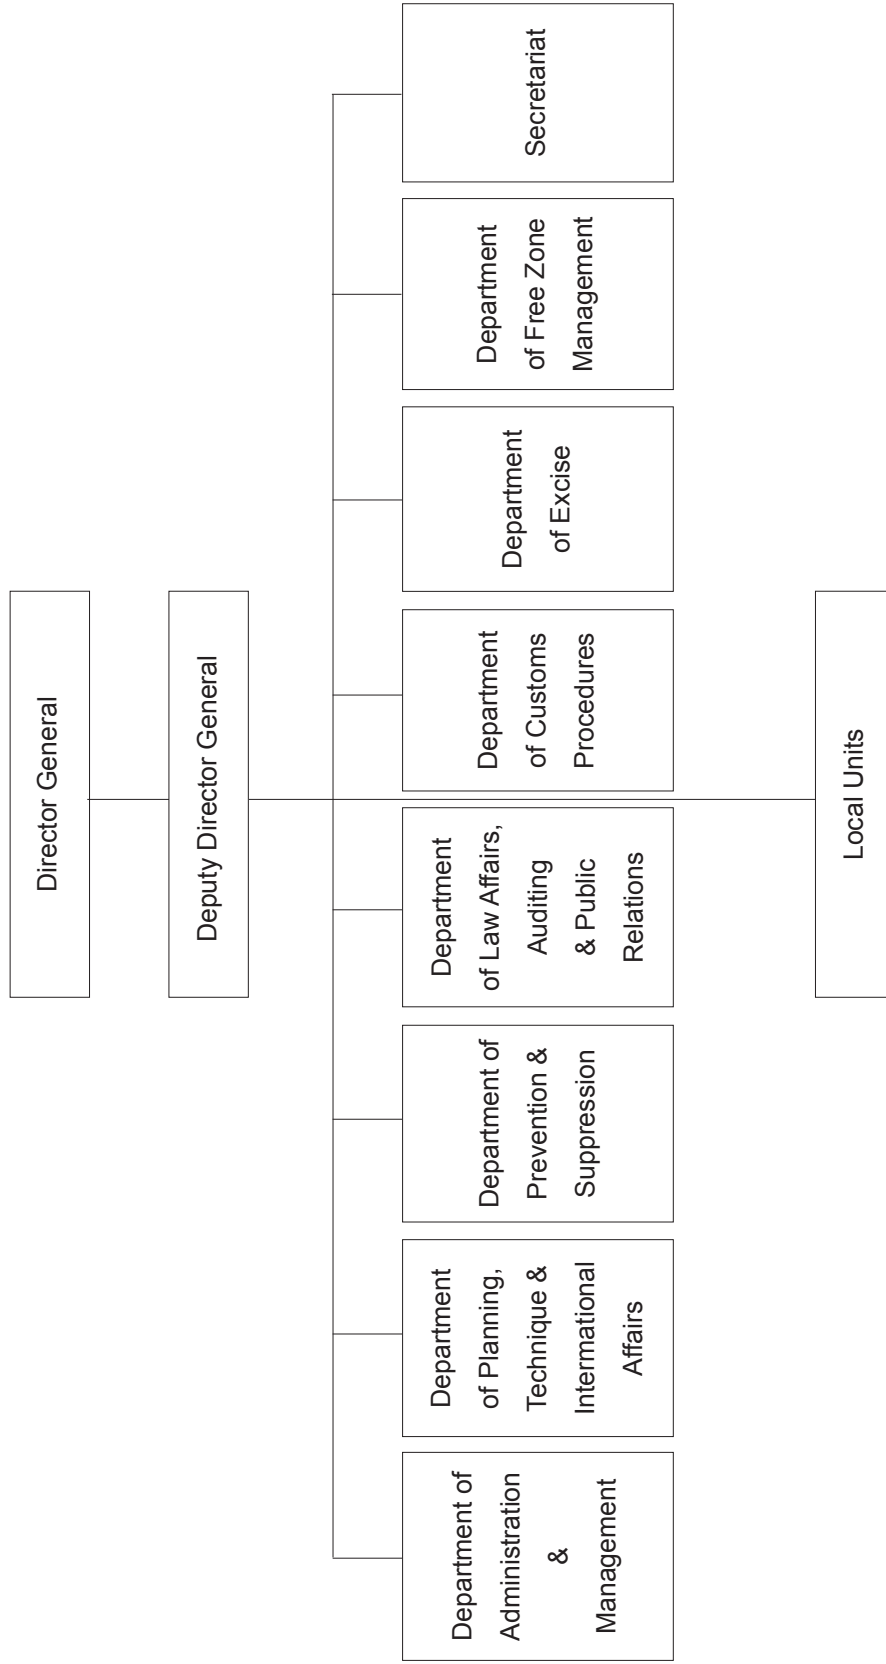 Director General
Deputy Director General
Department of
Administration
&
Management
Department
of Planning,
Technique &
Intermational
Affairs
Department of
Prevention &
Suppression
Department
of Law Affairs,
Auditing
& Public
Relations
Department
of Customs
Procedures
Department
of Excise
Department
of Free Zone
Management
Secretariat
Local Units